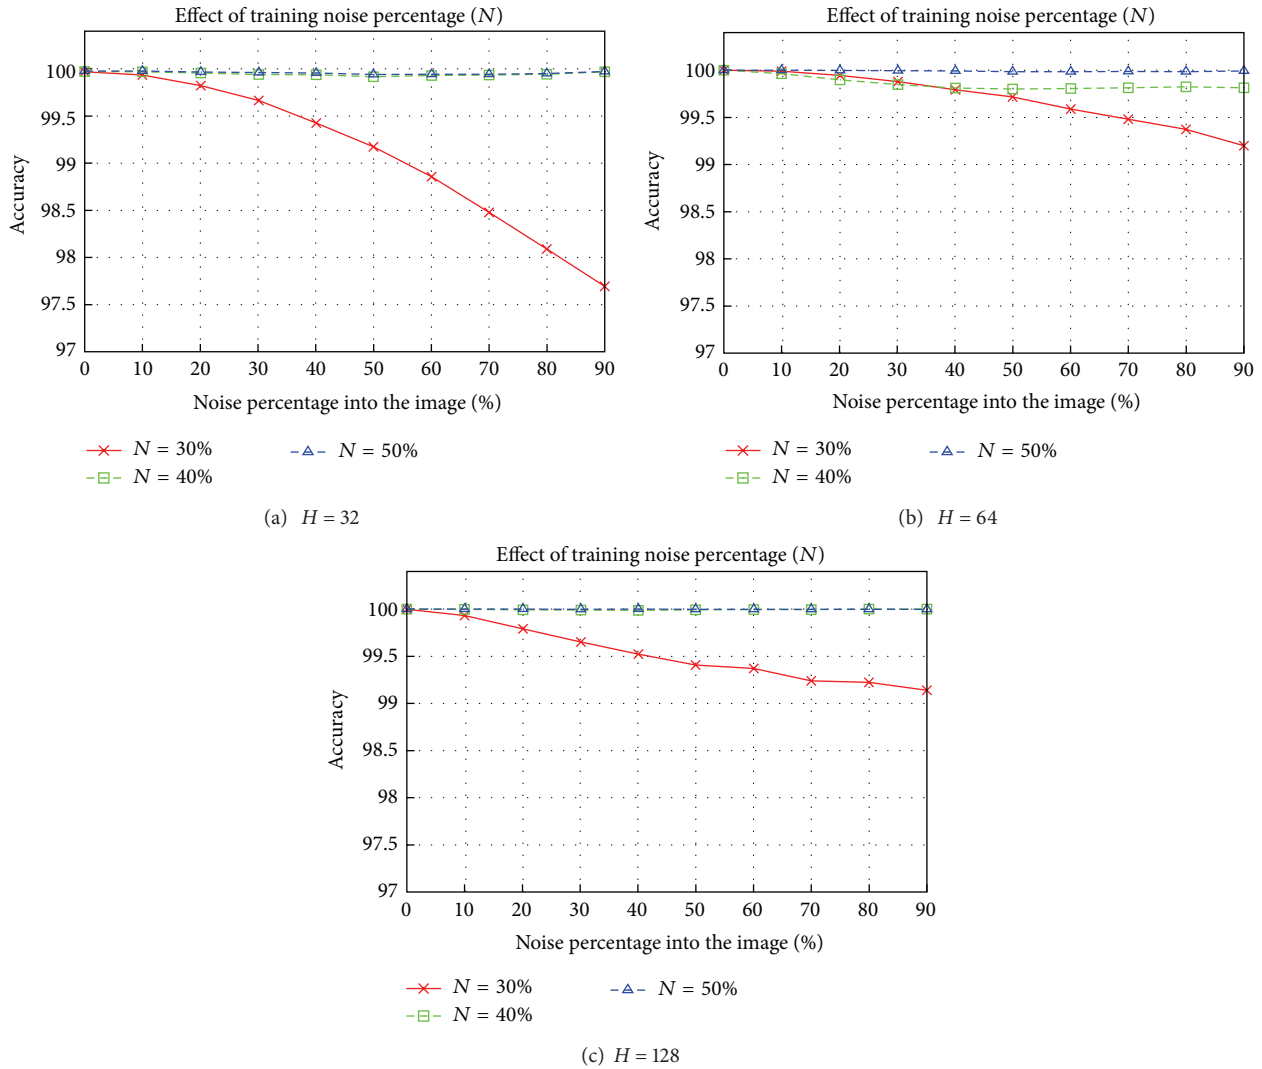 Effect of training noise percentage (N)
100
99.5
99
98.5
98
97.5
97
Accuracy
0 10 20 30 40 50 60 70 80 90
Noise percentage into the image (%)
N = 30%
N = 50%
N = 40%
(a) H = 32
Effect of training noise percentage (N)
100
99.5
99
98.5
98
97.5
97
Accuracy
0 10 20 30 40 50 60 70 80 90
Noise percentage into the image (%)
N = 30%
N = 50%
N = 40%
(b) H = 64
Effect of training noise percentage (N)
100
99.5
99
98.5
98
97.5
97
Accuracy
0 10 20 30 40 50 60 70 80 90
Noise percentage into the image (%)
N = 30%
N = 50%
N = 40%
(c) H = 128